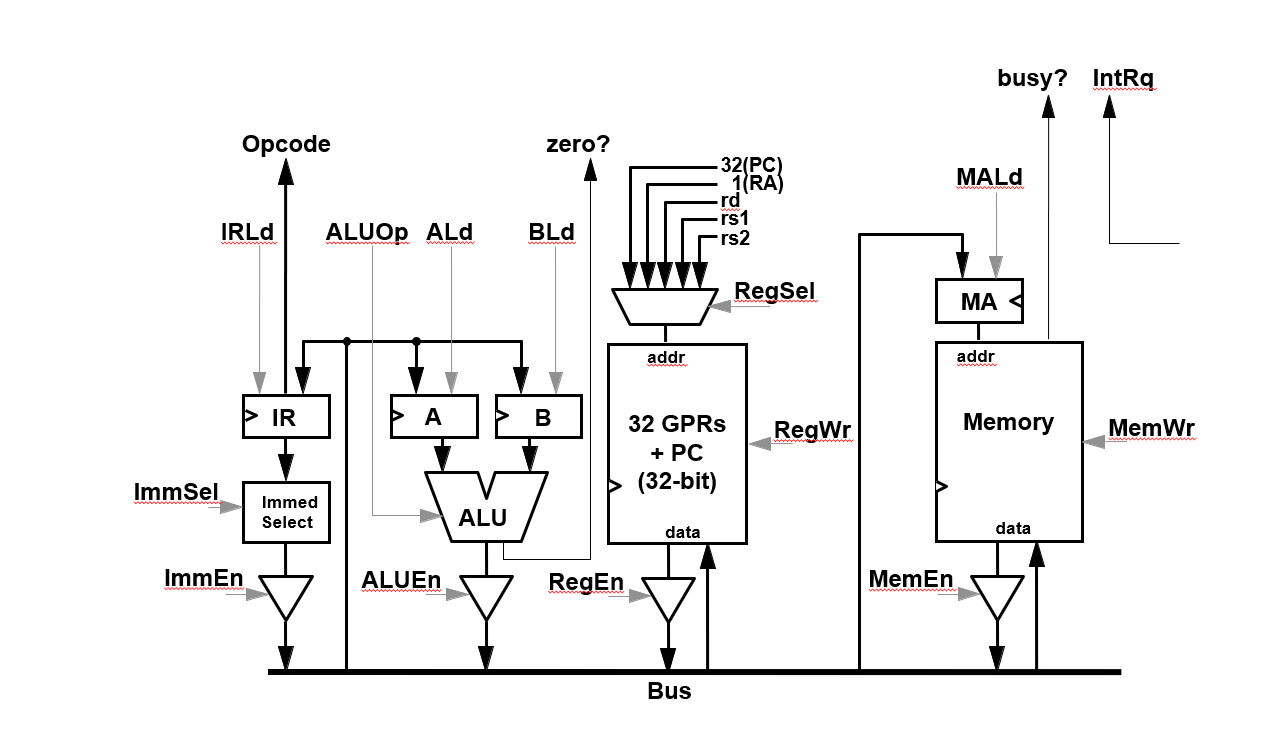 busy? IntRq
Opcode
zero?
32(PC)
1(RA)
rd
rs1
rs2
MALd
IRLd ALUOp ALd BLd
RegSel
MA
addr
addr
IR
A
B
32 GPRs
+ PC
(32-bit)
RegWr
Memory
MemWr
ImmSel
Immed
Select
ALU
data
data
ImmEn
ALUEn
RegEn
MemEn
Bus